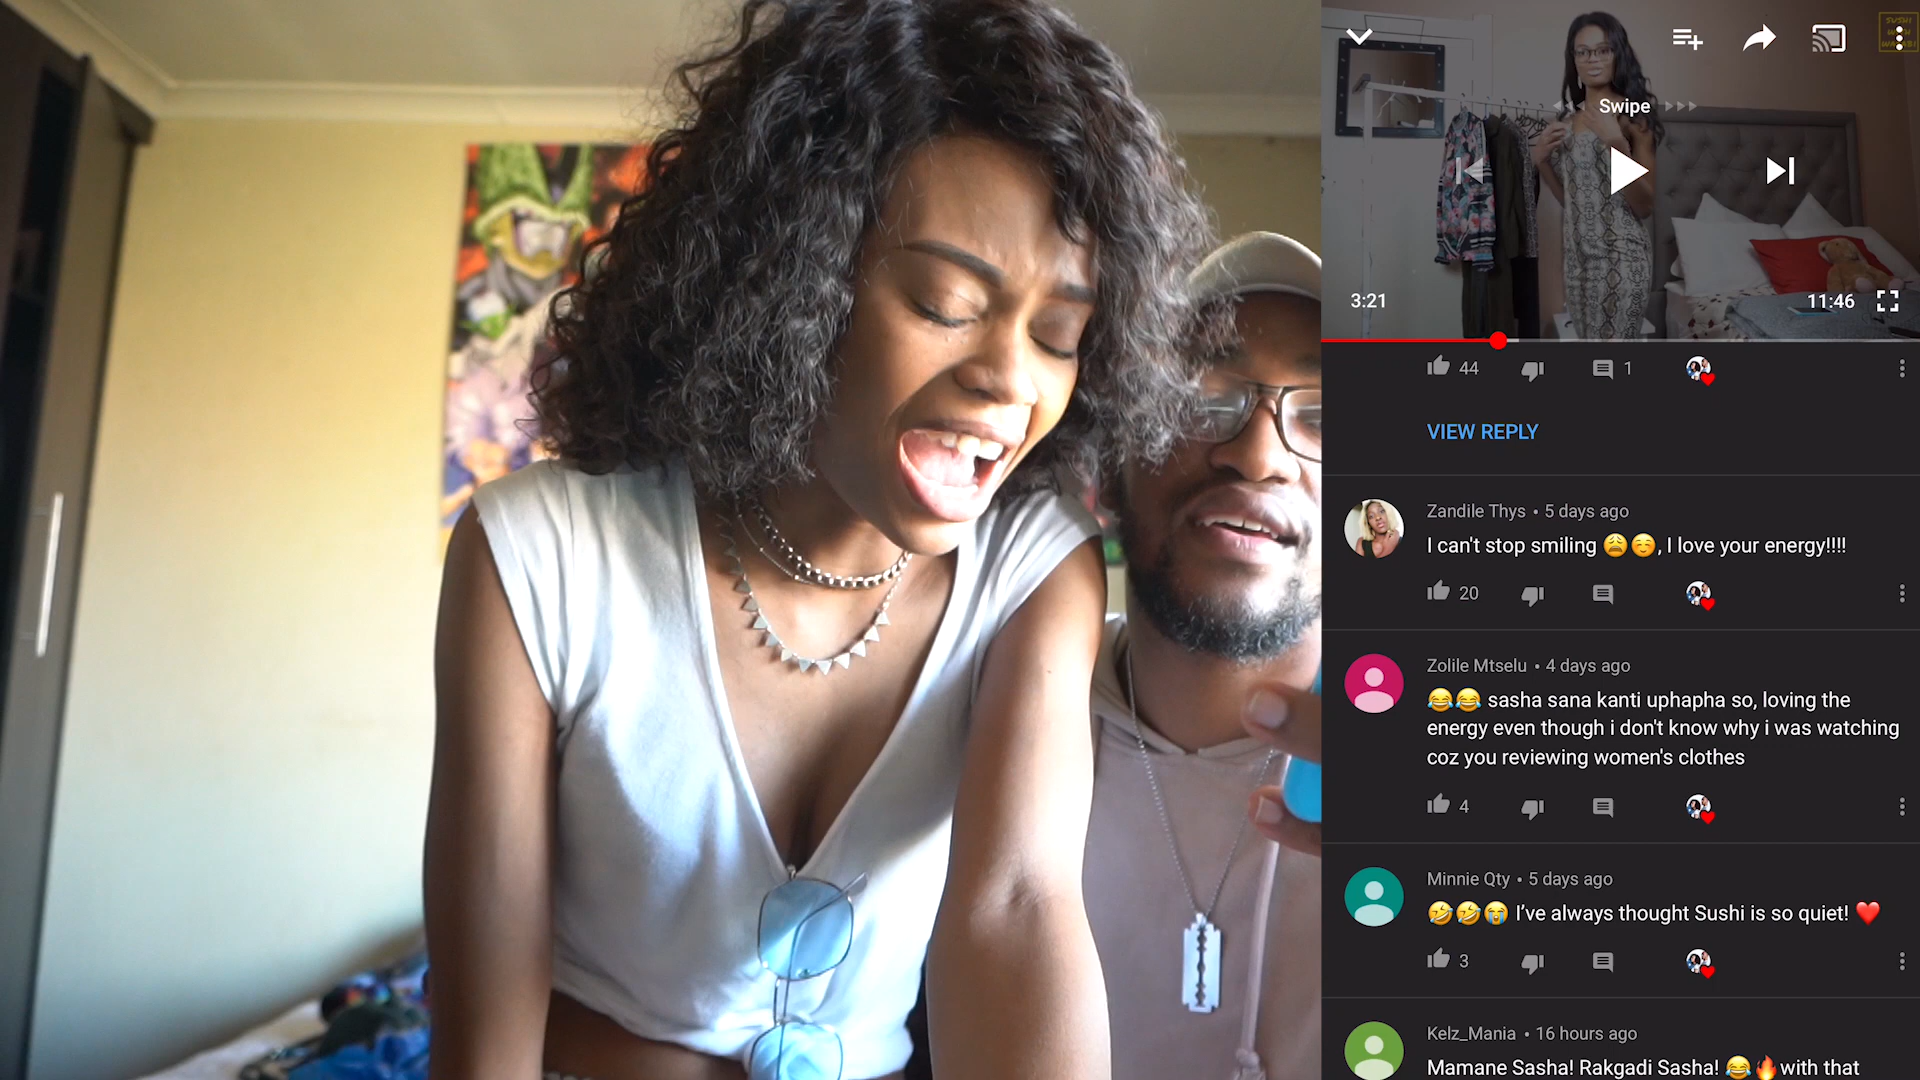 SUSHI
WITH
WASABI
Swipe
3:21
11:46
44
1
VIEW REPLY
Zandile Thys • 5 days ago
I can't stop smiling 😩☺️, I love your energy!!!!
20
Zolile Mtselu • 4 days ago
😂😂 sasha sana kanti uphapha so, loving the
energy even though i don't know why i was watching
coz you reviewing women's clothes
4
Minnie Qty • 5 days ago
🤣🤣😭 I’ve always thought Sushi is so quiet! ❤️
3
Kelz_Mania • 16 hours ago
Mamane Sasha! Rakgadi Sasha! 😂🔥with that